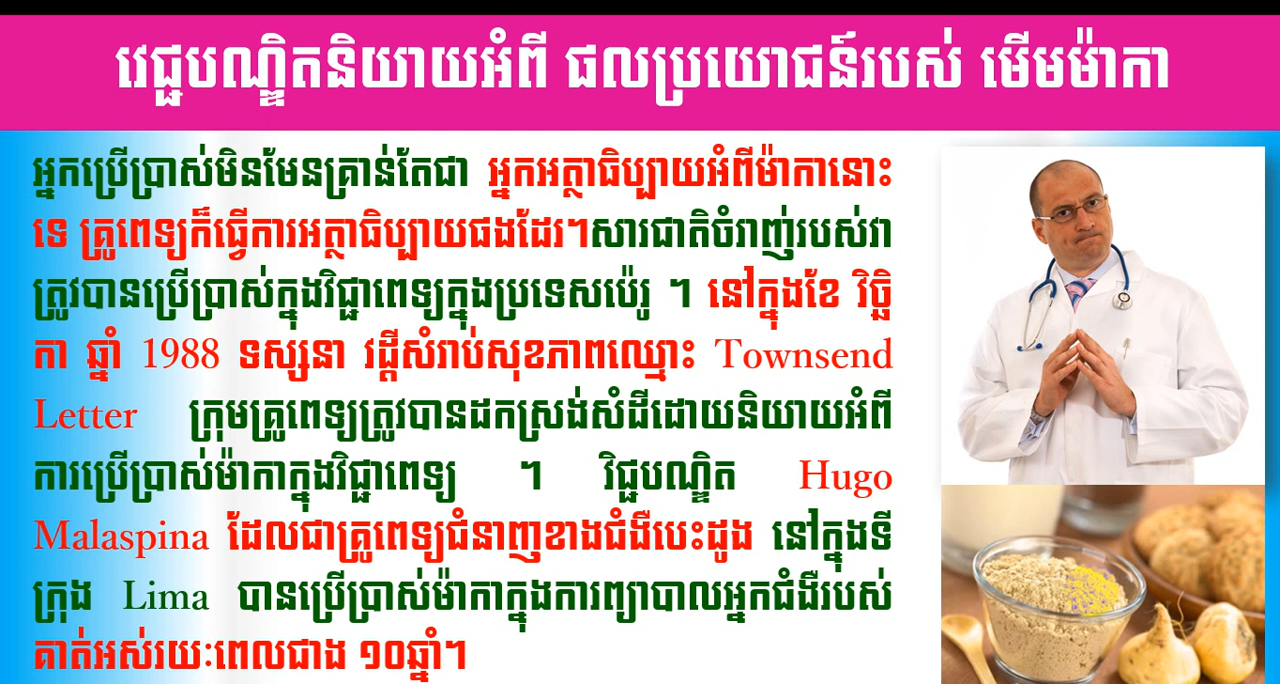 វេជ្ជបណ្ឌិតនិយាយអំពី ផលប្រយោជន៍របស់ មើមម៉ាកា
អ្នកប្រើប្រាស់មិនមែនគ្រាន់តែជា អ្នកអត្ថាធិប្បាយអំពីម៉ាកានោះ
ទេ គ្រូពេទ្យក៏ធ្វើការអត្ថាធិប្បាយផងដែរ។សារជាតិចំរាញ់របស់វា
ត្រូវបានប្រើប្រាស់ក្នុងវិជ្ជាពេទ្យក្នុងប្រទេសប៉េរូ ។ នៅក្នុងខែ វិច្ឆិ
កា ឆ្នាំ 1988 ទស្សនា វដ្តីសំរាប់សុខភាពឈ្មោះ Townsend
Letter ក្រុមគ្រូពេទ្យត្រូវបានដកស្រង់សំដីដោយនិយាយអំពី
ការប្រើប្រាស់ម៉ាកាក្នុងវិជ្ជាពេទ្យ ។ វិជ្ជបណ្ឌិត Hugo
Malaspina ដែលជាគ្រូពេទ្យជំនាញខាងជំងឺបេះដូង នៅក្នុងទី
ក្រុង Lima បានប្រើប្រាស់ម៉ាកាក្នុងការព្យាបាលអ្នកជំងឺរបស់
គាត់អស់រយៈពេលជាង ១០ឆ្នាំ។